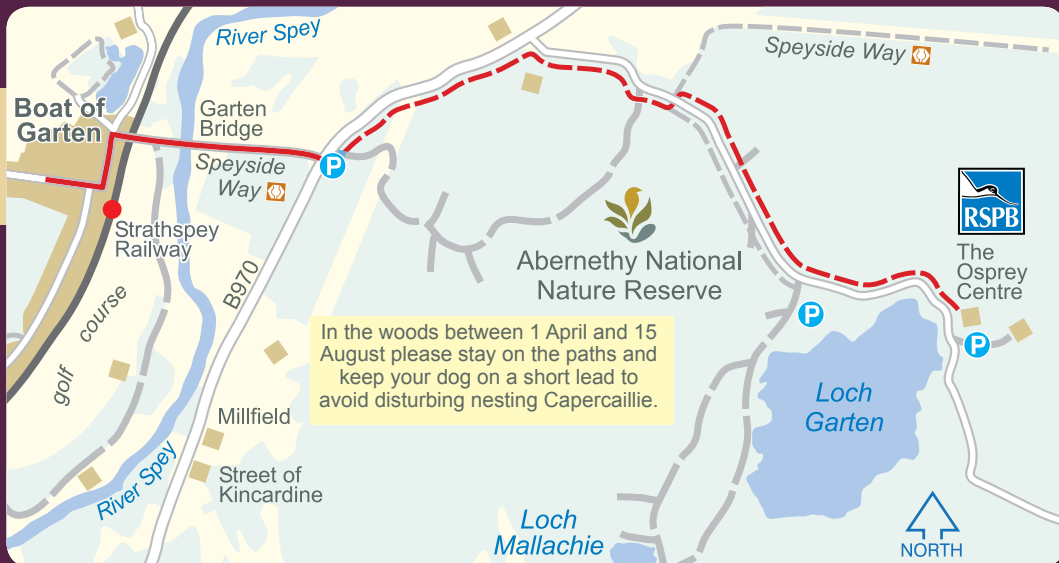 River Spey
Speyside Way
Boat of
Garten
Garten
Bridge
Speyside
Way
P
RSPB
The
Osprey
Centre
Strathspey
Railway
B970
Abernethy National
Nature Reserve
golf course
In the woods between 1 April and 15
August please stay on the paths and
keep your dog on a short lead to
avoid disturbing nesting Capercaillie.
P
P
Loch
Garten
Millfield
Street of
Kincardine
River Spey
Loch
Mallachie
NORTH